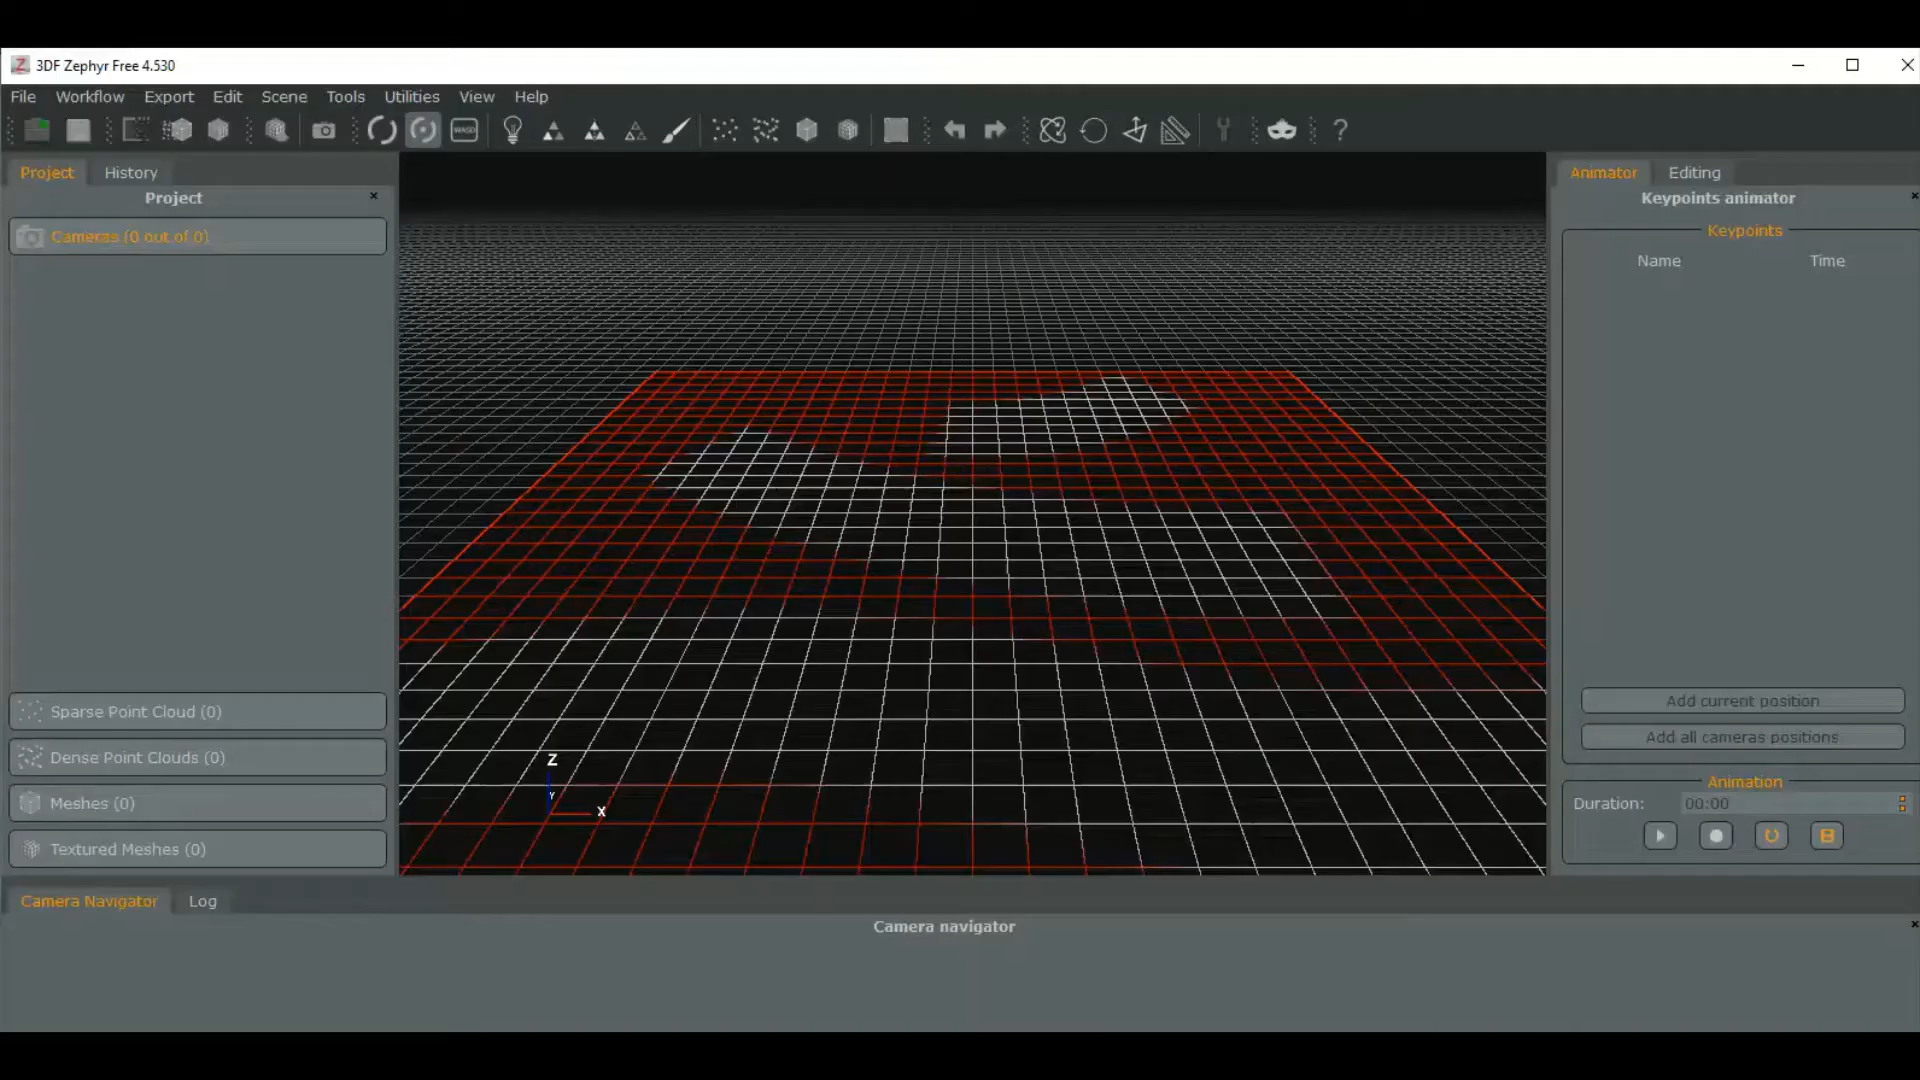 3DF Zephyr Free 4.530
File Workflow Export Edit Scene Tools Utilities View Help
WASD
?
Project History
Project
Cameras (0 out of 0)
Sparse Point Cloud (0)
Dense Point Clouds (0)
Meshes (0)
Textured Meshes (0)
Z
Y
X
Animator Editing
Keypoints animator
Keypoints
Name Time
Add current position
Add all cameras positions
Animation
Duration: 00:00
Camera Navigator Log
Camera navigator